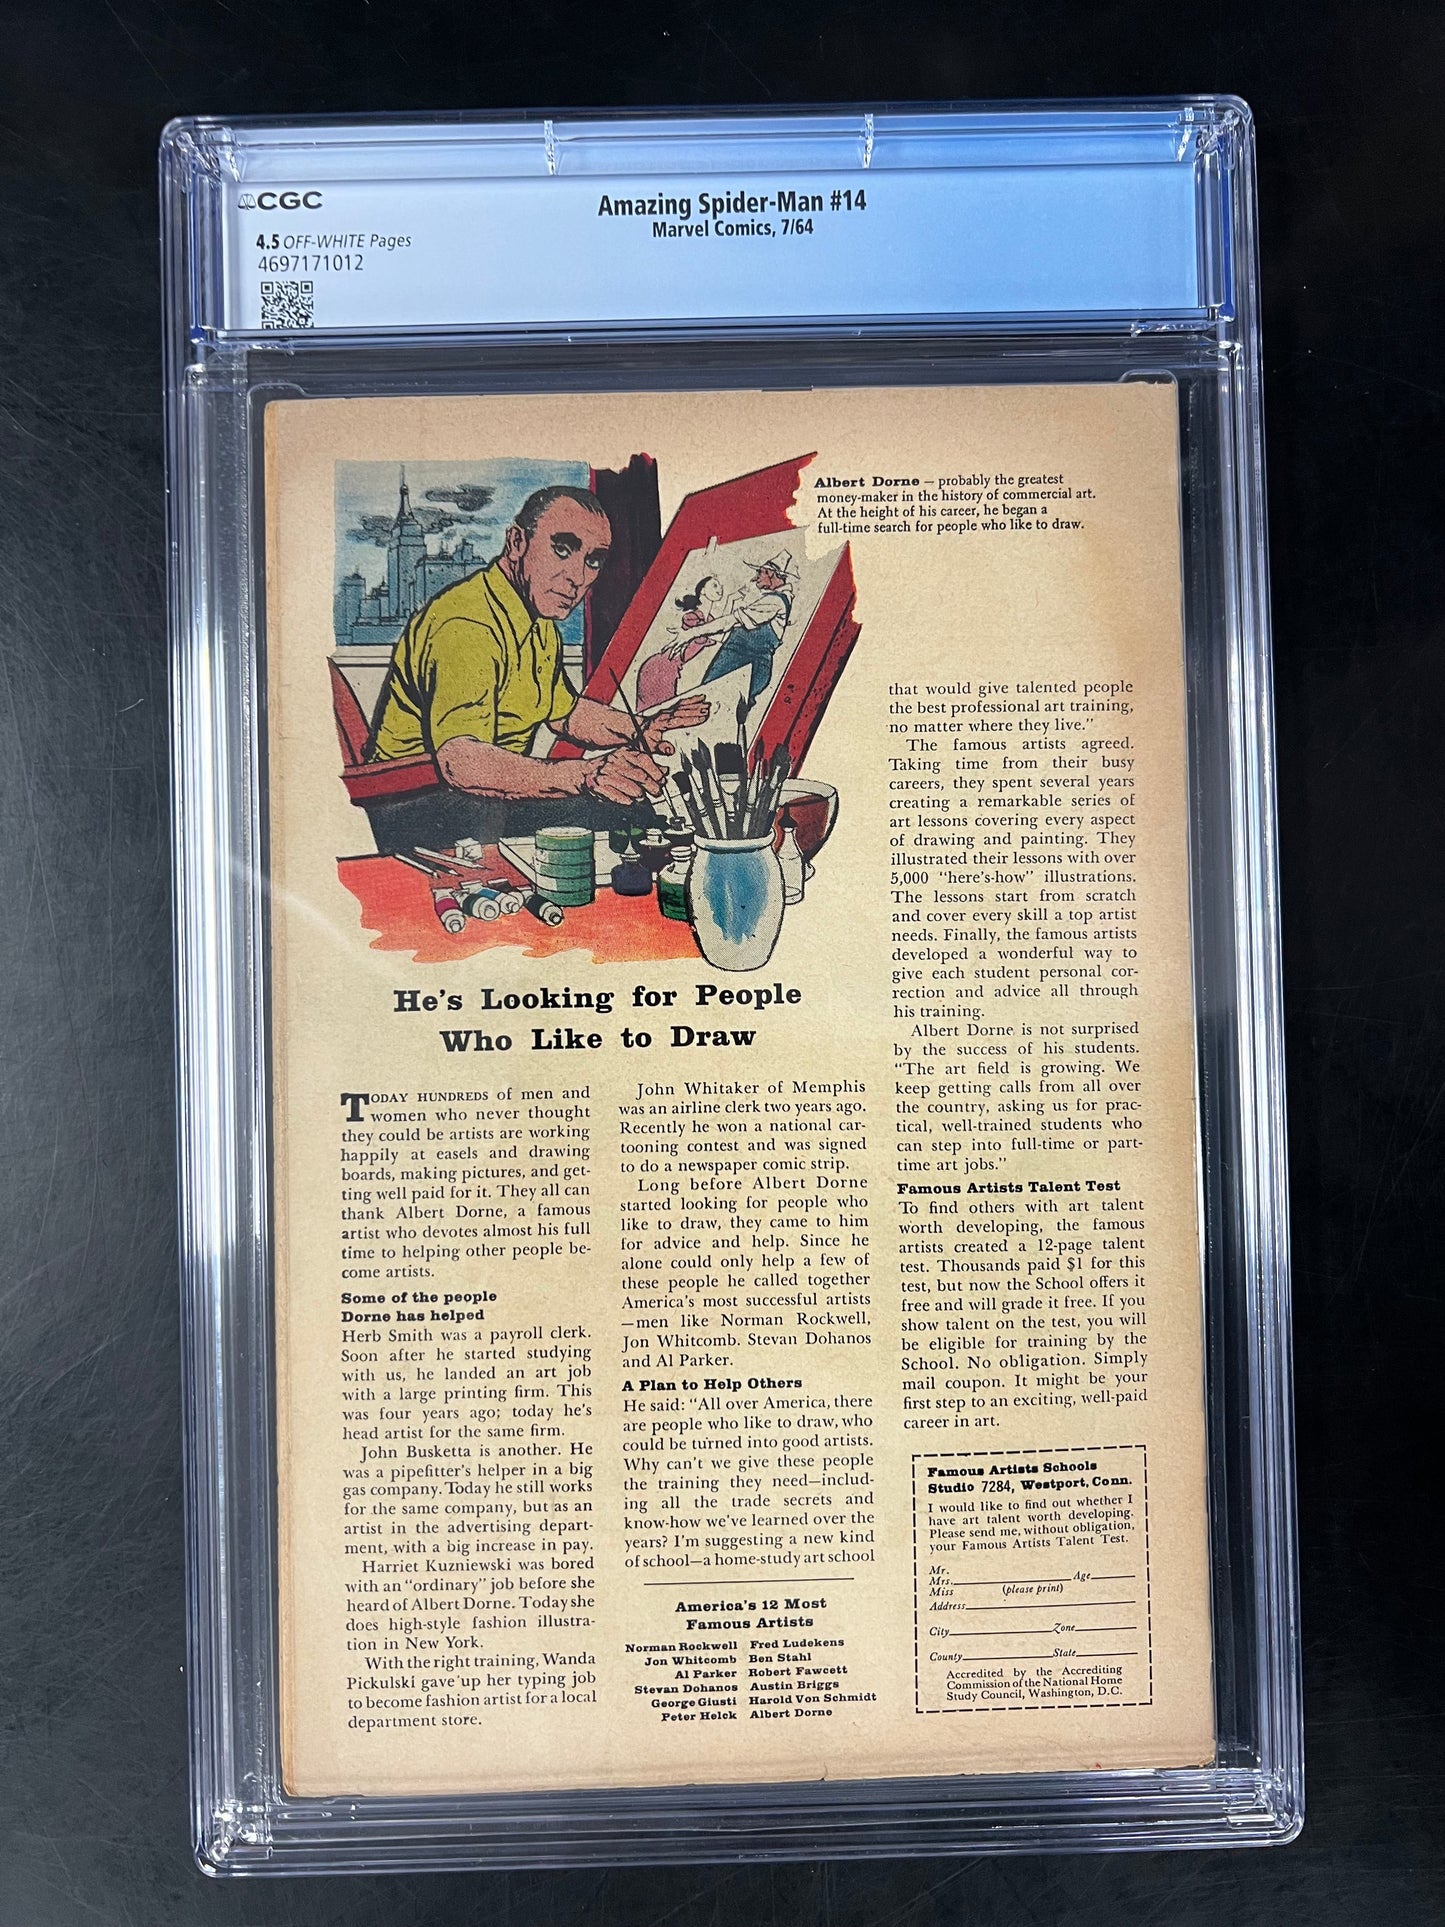 CGC
Amazing Spider-Man #14
Marvel Comics, 7/64
4.5 OFF-WHITE Pages
4697171012
Albert Dorne — probably the greatest
money-maker in the history of commercial art.
At the height of his career, he began a
full-time search for people who like to draw.
He's Looking for People
Who Like to Draw
TODAY HUNDREDS of men and
women who never thought
they could be artists are working
happily at easels and drawing
boards, making pictures, and get-
ting well paid for it. They all can
thank Albert Dorne, a famous
artist who devotes almost his full
time to helping other people be-
come artists.
Some of the people
Dorne has helped
Herb Smith was a payroll clerk.
Soon after he started studying
with us, he landed an art job
with a large printing firm. This
was four years ago; today he's
head artist for the same firm.
John Busketta is another. He
was a pipefitter's helper in a big
gas company. Today he still works
for the same company, but as an
artist in the advertising depart-
ment, with a big increase in pay.
Harriet Kuzniewski was bored
with an "ordinary" job before she
heard of Albert Dorne. Today she
does high-style fashion illustra-
tion in New York.
With the right training, Wanda
Pickulski gave up her typing job
to become fashion artist for a local
department store.
John Whitaker of Memphis
was an airline clerk two years ago.
Recently he won a national car-
tooning contest and was signed
to do a newspaper comic strip.
Long before Albert Dorne
started looking for people who
like to draw, they came to him
for advice and help. Since he
alone could only help a few of
these people he called together
America's most successful artists
—men like Norman Rockwell,
Jon Whitcomb. Stevan Dohanos
and Al Parker.
A Plan to Help Others
He said: "All over America, there
are people who like to draw, who
could be turned into good artists.
Why can't we give these people
the training they need—includ-
ing all the trade secrets and
know-how we've learned over the
years? I'm suggesting a new kind
of school—a home-study art school
America's 12 Most
Famous Artists
Norman Rockwell Fred Ludekens
Jon Whitcomb Ben Stahl
Al Parker Robert Fawcett
Stevan Dohanos Austin Briggs
George Giusti Harold Von Schmidt
Peter Helck Albert Dorne
that would give talented people
the best professional art training,
no matter where they live."
The famous artists agreed.
Taking time from their busy
careers, they spent several years
creating a remarkable series of
art lessons covering every aspect
of drawing and painting. They
illustrated their lessons with over
5,000 "here's-how" illustrations.
The lessons start from scratch
and cover every skill a top artist
needs. Finally, the famous artists
developed a wonderful way to
give each student personal cor-
rection and advice all through
his training.
Albert Dorne is not surprised
by the success of his students.
"The art field is growing. We
keep getting calls from all over
the country, asking us for prac-
tical, well-trained students who
can step into full-time or part-
time art jobs."
Famous Artists Talent Test
To find others with art talent
worth developing, the famous
artists created a 12-page talent
test. Thousands paid $1 for this
test, but now the School offers it
free and will grade it free. If you
show talent on the test, you will
be eligible for training by the
School. No obligation. Simply
mail coupon. It might be your
first step to an exciting, well-paid
career in art.
Famous Artists Schools
Studio 7284, Westport, Conn.
I would like to find out whether I
have art talent worth developing.
Please send me, without obligation,
your Famous Artists Talent Test.
Mr.
Mrs. Age
Miss (please print)
Address
City Zone
County State
Accredited by the Accrediting
Commission of the National Home
Study Council, Washington, D.C.